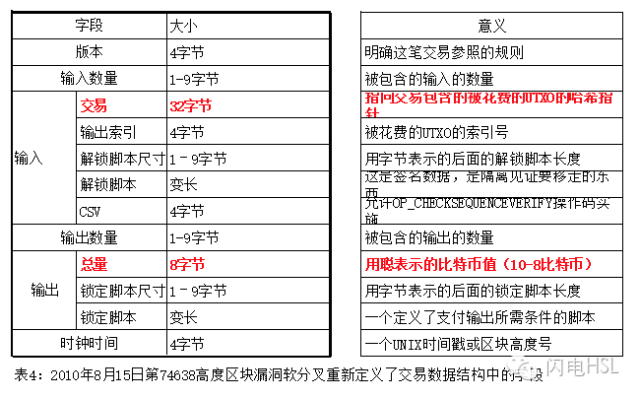 字段 大小 意义
版本 4字节 明确这笔交易参照的规则
输入数量 1-9字节 被包含的输入的数量
输入
交易 32字节 指向交易包含的被花费的UTXO的哈希指针
输出索引 4字节 被花费的UTXO的索引号
解锁脚本尺寸 1-9字节 用字节表示的后面的解锁脚本长度
解锁脚本 变长 这是签名数据，是隔离见证要移走的东西
CSV 4字节 允许OP_CHECKSEQUENCEVERIFY操作码实施
输出数量 1-9字节 被包含的输出的数量
输出
总量 8字节 用聪表示的比特币值（10-8比特币）
锁定脚本尺寸 1-9字节 用字节表示的后面的锁定脚本长度
锁定脚本 变长 一个定义了支付输出所需条件的脚本
时钟时间 4字节 一个UNIX时间戳或区块高度号
闪电HSL
表4：2010年8月15日第74638高度区块漏洞软分叉重新定义了交易数据结构中的字段